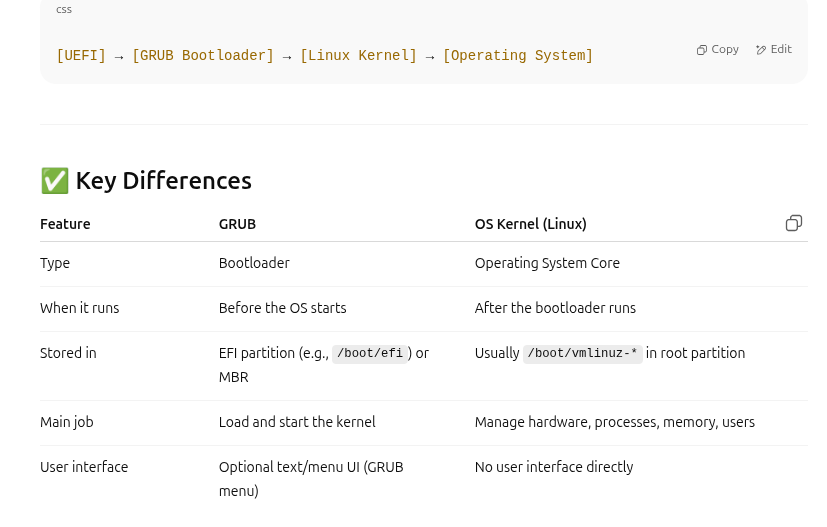 css
Copy Edit
[UEFI] → [GRUB Bootloader] → [Linux Kernel] → [Operating System]
✅ Key Differences
Feature GRUB OS Kernel (Linux)
Type Bootloader Operating System Core
When it runs Before the OS starts After the bootloader runs
Stored in EFI partition (e.g., /boot/efi) or Usually /boot/vmlinuz-* in root partition
MBR
Main job Load and start the kernel Manage hardware, processes, memory, users
User interface Optional text/menu UI (GRUB No user interface directly
menu)